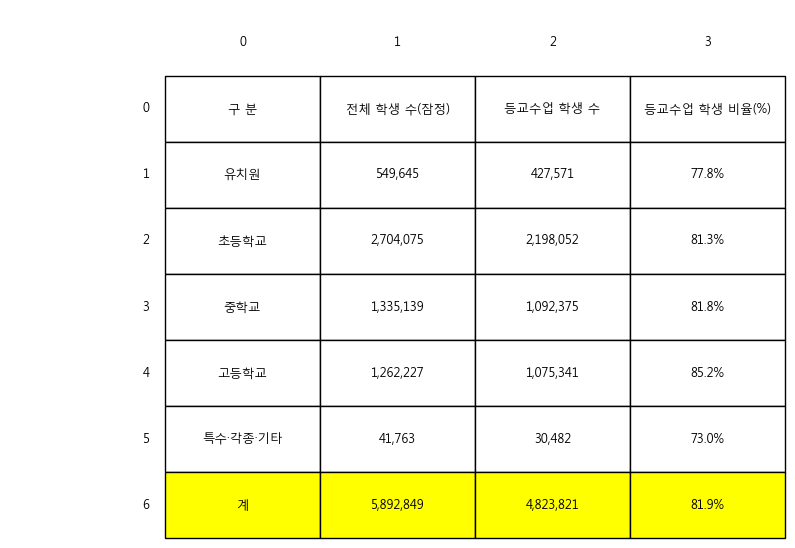 0 1 2 3
0 구 분 전체 학생 수(잠정) 등교수업 학생 수 등교수업 학생 비율(%)
1 유치원 549,645 427,571 77.8%
2 초등학교 2,704,075 2,198,052 81.3%
3 중학교 1,335,139 1,092,375 81.8%
4 고등학교 1,262,227 1,075,341 85.2%
5 특수·각종·기타 41,763 30,482 73.0%
6 계 5,892,849 4,823,821 81.9%